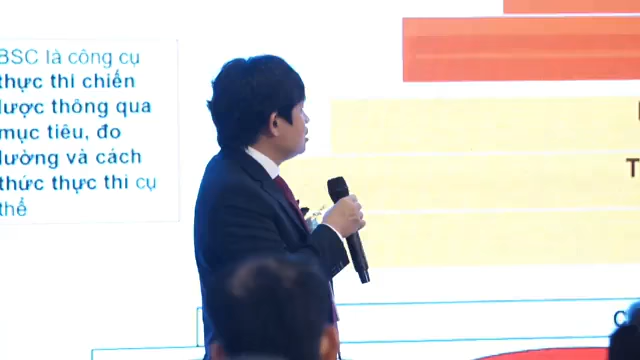 BSC là công cụ
thực thi chiến
lược thông qua
mục tiêu, đo
lường và cách
thức thực thi cụ
thể
T
C